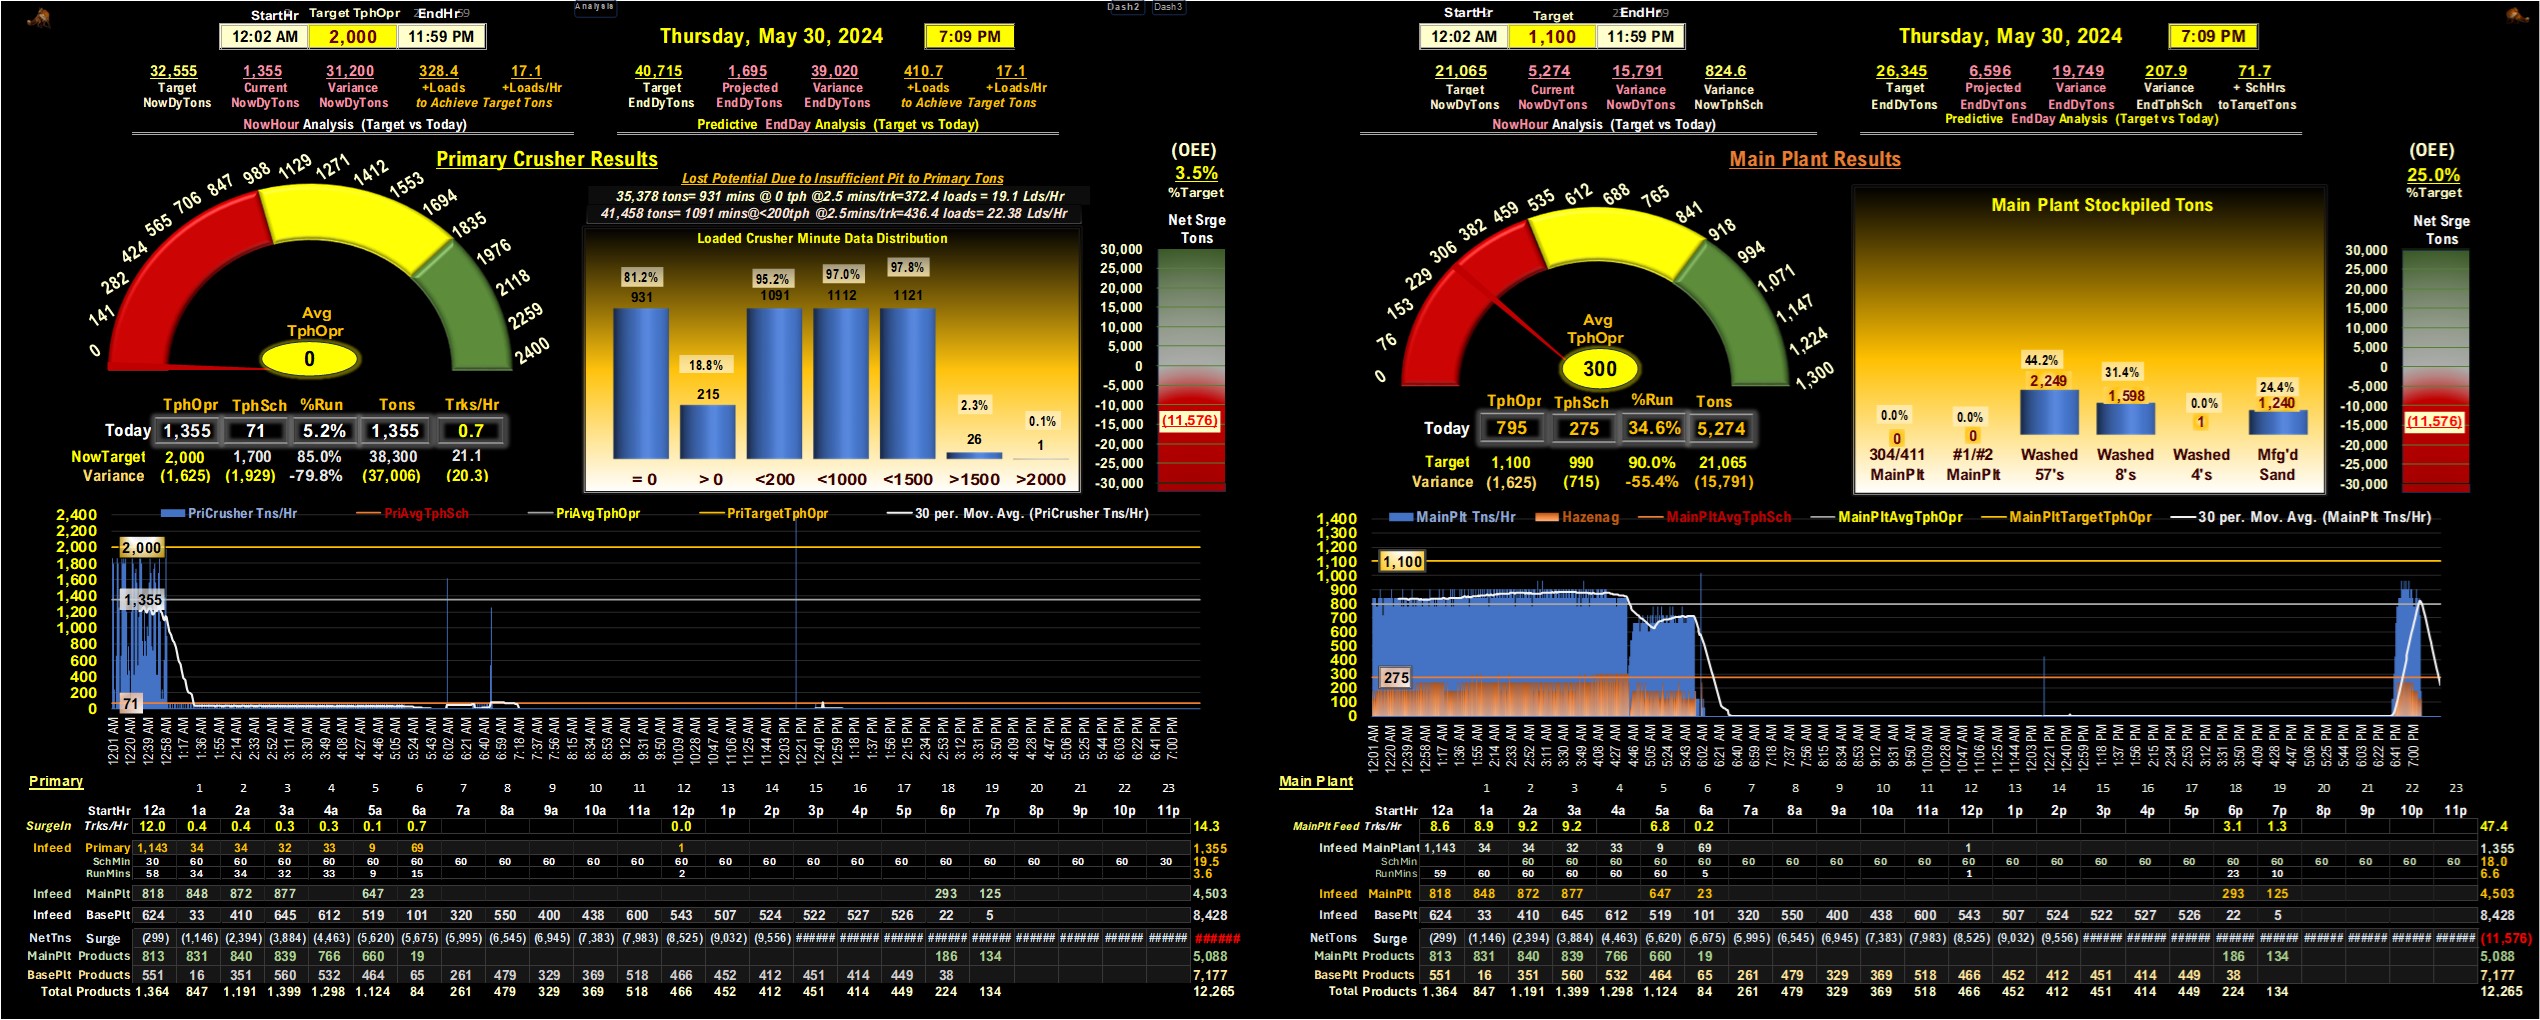 Analysis
Dash2 Dash3
StartHr Target TphOpr EndHr
12:02 AM 2,000 11:59 PM
Thursday, May 30, 2024 7:09 PM
32,555 1,355 31,200 328.4 17.1
Target Current Variance +Loads +Loads/Hr
NowDyTons NowDyTons NowDyTons to Achieve Target Tons
NowHour Analysis (Target vs Today)
40,715 1,695 39,020 410.7 17.1
Target Projected Variance +Loads +Loads/Hr
EndDyTons EndDyTons EndDyTons to Achieve Target Tons
Predictive EndDay Analysis (Target vs Today)
Primary Crusher Results
Lost Potential Due to Insufficient Pit to Primary Tons
35,378 tons= 931 mins @ 0 tph @2.5 mins/trk=372.4 loads = 19.1 Lds/Hr
41,458 tons= 1091 mins@<200tph @2.5mins/trk=436.4 loads= 22.38 Lds/Hr
(OEE)
3.5%
%Target
Net Srge
Tons
30,000
25,000
20,000
15,000
10,000
5,000
0
-5,000
-10,000
(11,576)
-15,000
-20,000
-25,000
-30,000
0 141 282 424 565 706 847 988 1129 1271 1412 1553 1694 1835 1976 2118 2259 2400
Avg
TphOpr
0
Loaded Crusher Minute Data Distribution
81.2% 18.8% 95.2% 97.0% 97.8% 2.3% 0.1%
931 215 1091 1112 1121 26 1
= 0 > 0 <200 <1000 <1500 >1500 >2000
TphOpr TphSch %Run Tons Trks/Hr
Today 1,355 71 5.2% 1,355 0.7
NowTarget 2,000 1,700 85.0% 38,300 21.1
Variance (1,625) (1,929) -79.8% (37,006) (20.3)
PriCrusher Tns/Hr PriAvgTphSch PriAvgTphOpr PriTargetTphOpr 30 per. Mov. Avg. (PriCrusher Tns/Hr)
2,400
2,200
2,000 2,000
1,800
1,600
1,400 1,355
1,200
1,000
800
600
400
200 71
0
12:01 AM 12:20 AM 12:39 AM 12:58 AM 1:17 AM 1:36 AM 1:55 AM 2:14 AM 2:33 AM 2:52 AM 3:11 AM 3:30 AM 3:49 AM 4:08 AM 4:27 AM 4:46 AM 5:05 AM 5:24 AM 5:43 AM 6:02 AM 6:21 AM 6:40 AM 6:59 AM 7:18 AM 7:37 AM 7:56 AM 8:15 AM 8:34 AM 8:53 AM 9:12 AM 9:31 AM 9:50 AM 10:09 AM 10:28 AM 10:47 AM 11:06 AM 11:25 AM 11:44 AM 12:03 PM 12:21 PM 12:40 PM 12:59 PM 1:18 PM 1:37 PM 1:56 PM 2:15 PM 2:34 PM 2:53 PM 3:12 PM 3:31 PM 3:50 PM 4:09 PM 4:28 PM 4:47 PM 5:06 PM 5:25 PM 5:44 PM 6:03 PM 6:22 PM 6:41 PM 7:00 PM
Primary
1 2 3 4 5 6 7 8 9 10 11 12 13 14 15 16 17 18 19 20 21 22 23
StartHr 12a 1a 2a 3a 4a 5a 6a 7a 8a 9a 10a 11a 12p 1p 2p 3p 4p 5p 6p 7p 8p 9p 10p 11p
SurgeIn Trks/Hr 12.0 0.4 0.4 0.3 0.3 0.1 0.7 0.0 14.3
Infeed Primary 1,143 34 34 32 33 9 69 1 1,355
SchMin 30 60 60 60 60 60 60 60 60 60 60 60 60 60 60 60 60 60 60 60 60 60 60 30 19.5
RunMins 58 34 34 32 33 9 15 2 3.6
Infeed MainPlt 818 848 872 877 647 23 293 125 4,503
Infeed BasePlt 624 33 410 645 612 519 101 320 550 400 438 600 543 507 524 522 527 526 22 5 8,428
NetTns Surge (299) (1,146) (2,394) (3,884) (4,463) (5,620) (5,675) (5,995) (6,545) (6,945) (7,383) (7,983) (8,525) (9,032) (9,556) ###### ###### ###### ###### ###### ###### ###### ###### ###### ######
MainPlt Products 813 831 840 839 766 660 19 186 134 5,088
BasePlt Products 551 16 351 560 532 464 65 261 479 329 369 518 466 452 412 451 414 449 38 7,177
Total Products 1,364 847 1,191 1,399 1,298 1,124 84 261 479 329 369 518 466 452 412 451 414 449 224 134 12,265
StartHr Target EndHr
12:02 AM 1,100 11:59 PM
Thursday, May 30, 2024 7:09 PM
21,065 5,274 15,791 824.6
Target Current Variance Variance
NowDyTons NowDyTons NowDyTons NowTphSch
NowHour Analysis (Target vs Today)
26,345 6,596 19,749 207.9 71.7
Target Projected Variance Variance + SchHrs
EndDyTons EndDyTons EndDyTons EndTphSch toTargetTons
Predictive EndDay Analysis (Target vs Today)
Main Plant Results
(OEE)
25.0%
%Target
Net Srge
Tons
30,000
25,000
20,000
15,000
10,000
5,000
0
-5,000
-10,000
(11,576)
-15,000
-20,000
-25,000
-30,000
0 76 153 229 306 382 459 535 612 688 765 841 918 994 1,071 1,147 1,224 1,300
Avg
TphOpr
300
Main Plant Stockpiled Tons
0.0% 0.0% 44.2% 31.4% 0.0% 24.4%
0 0 2,249 1,598 1 1,240
304/411 #1/#2 Washed Washed Washed Mfg'd
MainPlt MainPlt 57's 8's 4's Sand
TphOpr TphSch %Run Tons
Today 795 275 34.6% 5,274
Target 1,100 990 90.0% 21,065
Variance (1,625) (715) -55.4% (15,791)
MainPlt Tns/Hr Hazenag MainPltAvgTphSch MainPltAvgTphOpr MainPltTargetTphOpr 30 per. Mov. Avg. (MainPlt Tns/Hr)
1,400
1,300
1,200
1,100 1,100
1,000
900
800
700
600
500
400
300 275
200
100
0
12:01 AM 12:20 AM 12:39 AM 12:58 AM 1:17 AM 1:36 AM 1:55 AM 2:14 AM 2:33 AM 2:52 AM 3:11 AM 3:30 AM 3:49 AM 4:08 AM 4:27 AM 4:46 AM 5:05 AM 5:24 AM 5:43 AM 6:02 AM 6:21 AM 6:40 AM 6:59 AM 7:18 AM 7:37 AM 7:56 AM 8:15 AM 8:34 AM 8:53 AM 9:12 AM 9:31 AM 9:50 AM 10:09 AM 10:28 AM 10:47 AM 11:06 AM 11:25 AM 11:44 AM 12:03 PM 12:21 PM 12:40 PM 12:59 PM 1:18 PM 1:37 PM 1:56 PM 2:15 PM 2:34 PM 2:53 PM 3:12 PM 3:31 PM 3:50 PM 4:09 PM 4:28 PM 4:47 PM 5:06 PM 5:25 PM 5:44 PM 6:03 PM 6:22 PM 6:41 PM 7:00 PM
Main Plant
1 2 3 4 5 6 7 8 9 10 11 12 13 14 15 16 17 18 19 20 21 22 23
StartHr 12a 1a 2a 3a 4a 5a 6a 7a 8a 9a 10a 11a 12p 1p 2p 3p 4p 5p 6p 7p 8p 9p 10p 11p
MainPlt Feed Trks/Hr 8.6 8.9 9.2 9.2 6.8 0.2 3.1 1.3 47.4
Infeed MainPlant 1,143 34 34 32 33 9 69 1 1,355
SchMin 60 60 60 60 60 60 60 60 60 60 60 60 60 60 60 60 60 60 60 60 60 60 18.0
RunMins 59 60 60 60 60 60 5 1 23 10 6.6
Infeed MainPlt 818 848 872 877 647 23 293 125 4,503
Infeed BasePlt 624 33 410 645 612 519 101 320 550 400 438 600 543 507 524 522 527 526 22 5 8,428
NetTons Surge (299) (1,146) (2,394) (3,884) (4,463) (5,620) (5,675) (5,995) (6,545) (6,945) (7,383) (7,983) (8,525) (9,032) (9,556) ###### ###### ###### ###### ###### ###### ###### ###### ###### (11,576)
MainPlt Products 813 831 840 839 766 660 19 186 134 5,088
BasePlt Products 551 16 351 560 532 464 65 261 479 329 369 518 466 452 412 451 414 449 38 7,177
Total Products 1,364 847 1,191 1,399 1,298 1,124 84 261 479 329 369 518 466 452 412 451 414 449 224 134 12,265